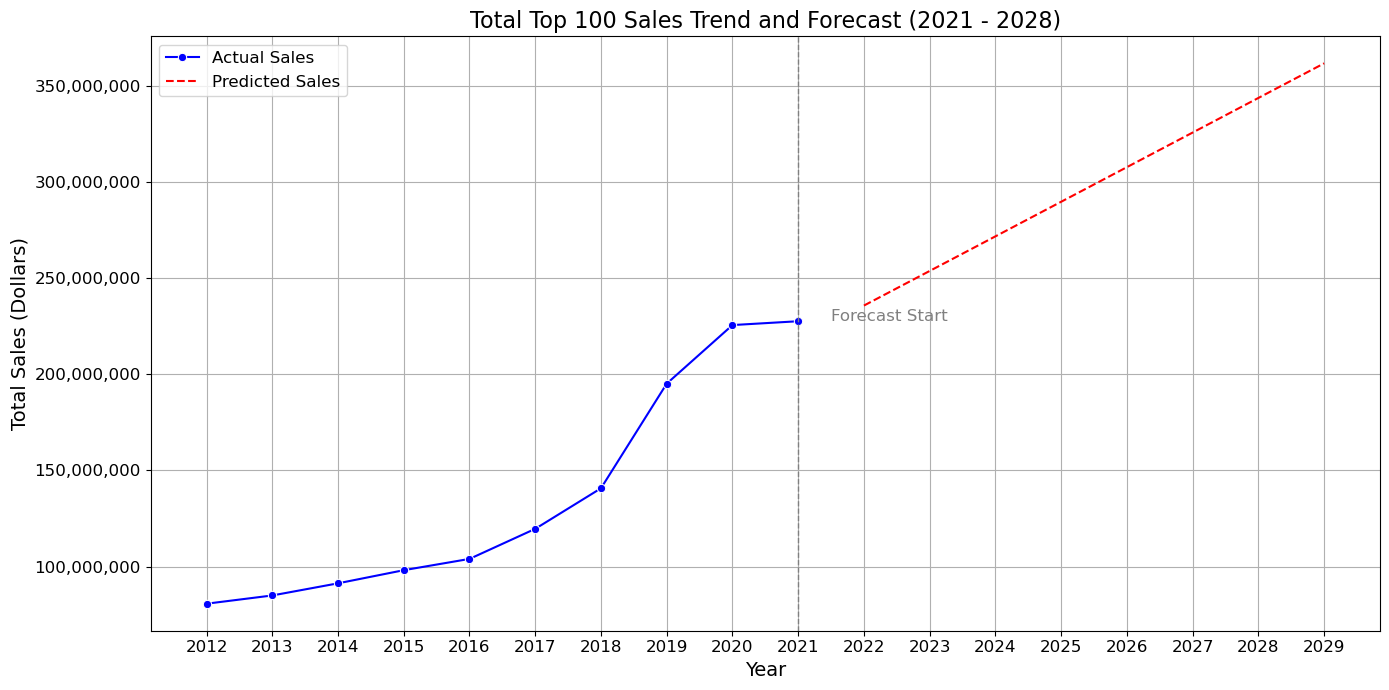 Total Top 100 Sales Trend and Forecast (2021 - 2028)
Actual Sales
Predicted Sales
350,000,000
300,000,000
250,000,000
200,000,000
150,000,000
100,000,000
Total Sales (Dollars)
Forecast Start
2012 2013 2014 2015 2016 2017 2018 2019 2020 2021 2022 2023 2024 2025 2026 2027 2028 2029
Year